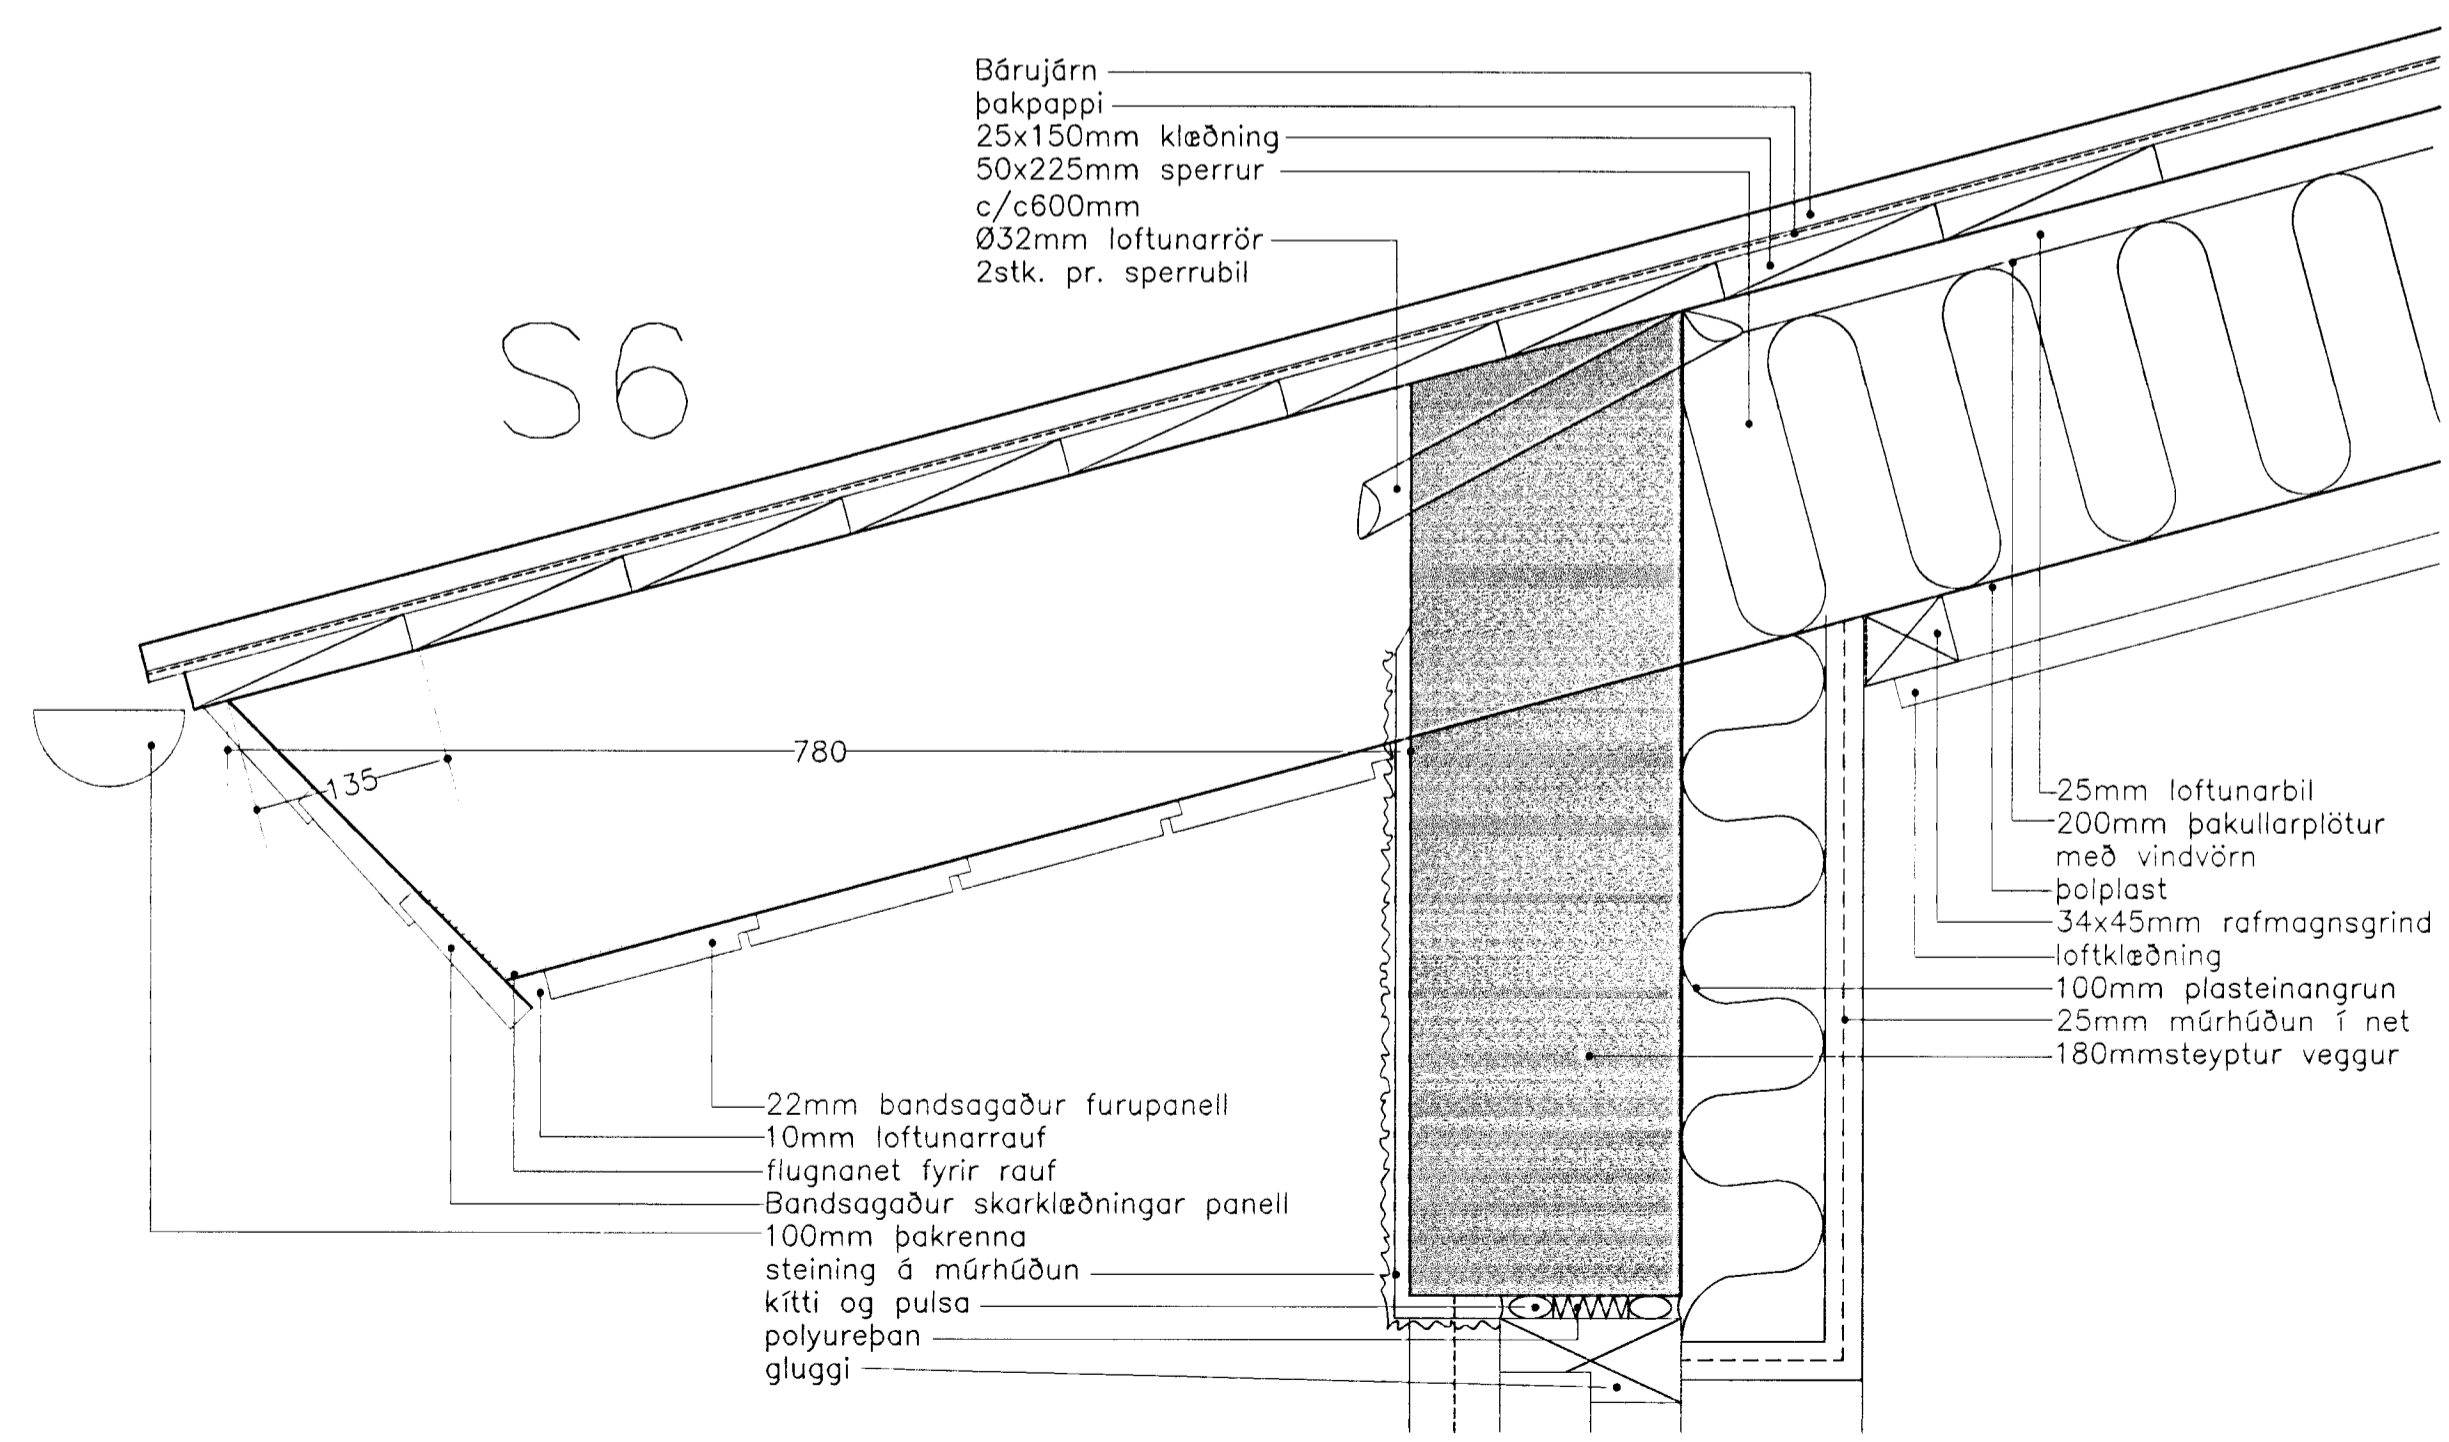 Bárujárn
þakpappi
25x150mm klæðning
50x225mm sperrur
c/c600mm
Ø32mm loftunarrör
2stk. pr. sperrubil
S6
780
135
25mm loftunarbil
200mm þakullarplötur
með vindvörn
þolplast
34x45mm rafmagnsgrind
loftklæðning
100mm plasteinangrun
25mm múrhúðun í net
180mmsteyptur veggur
22mm bandsagaður furupanell
10mm loftunarrauf
flugnanet fyrir rauf
Bandsagaður skarklæðningar panell
100mm þakrenna
steining á múrhúðun
kítti og pulsa
polyureþan
gluggi